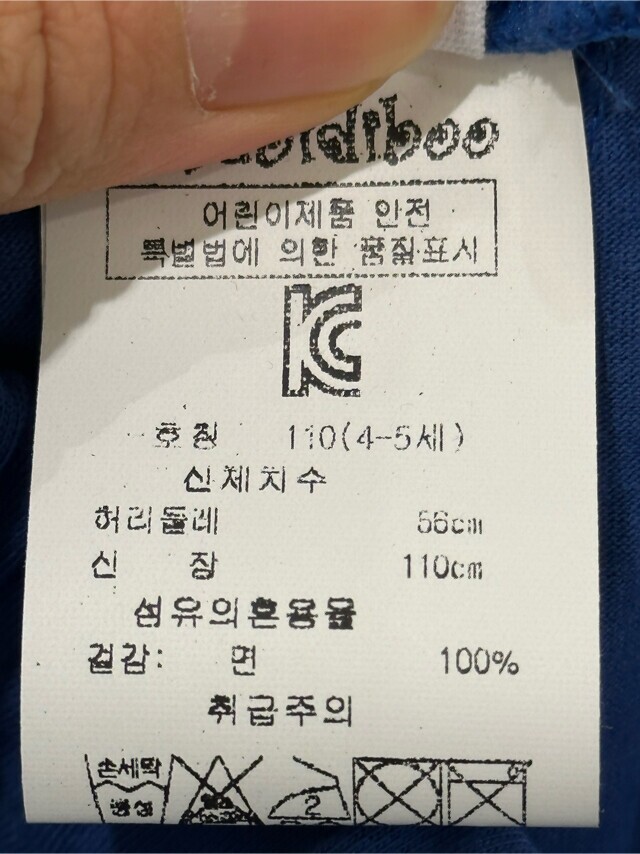 어린이제품 안전
특별법에 의한 품질표시
KC
호칭 110(4-5세)
신체치수
허리둘레 56cm
신 장 110cm
섬유의혼용률
겉감: 면 100%
취급주의
손세탁
중성
2